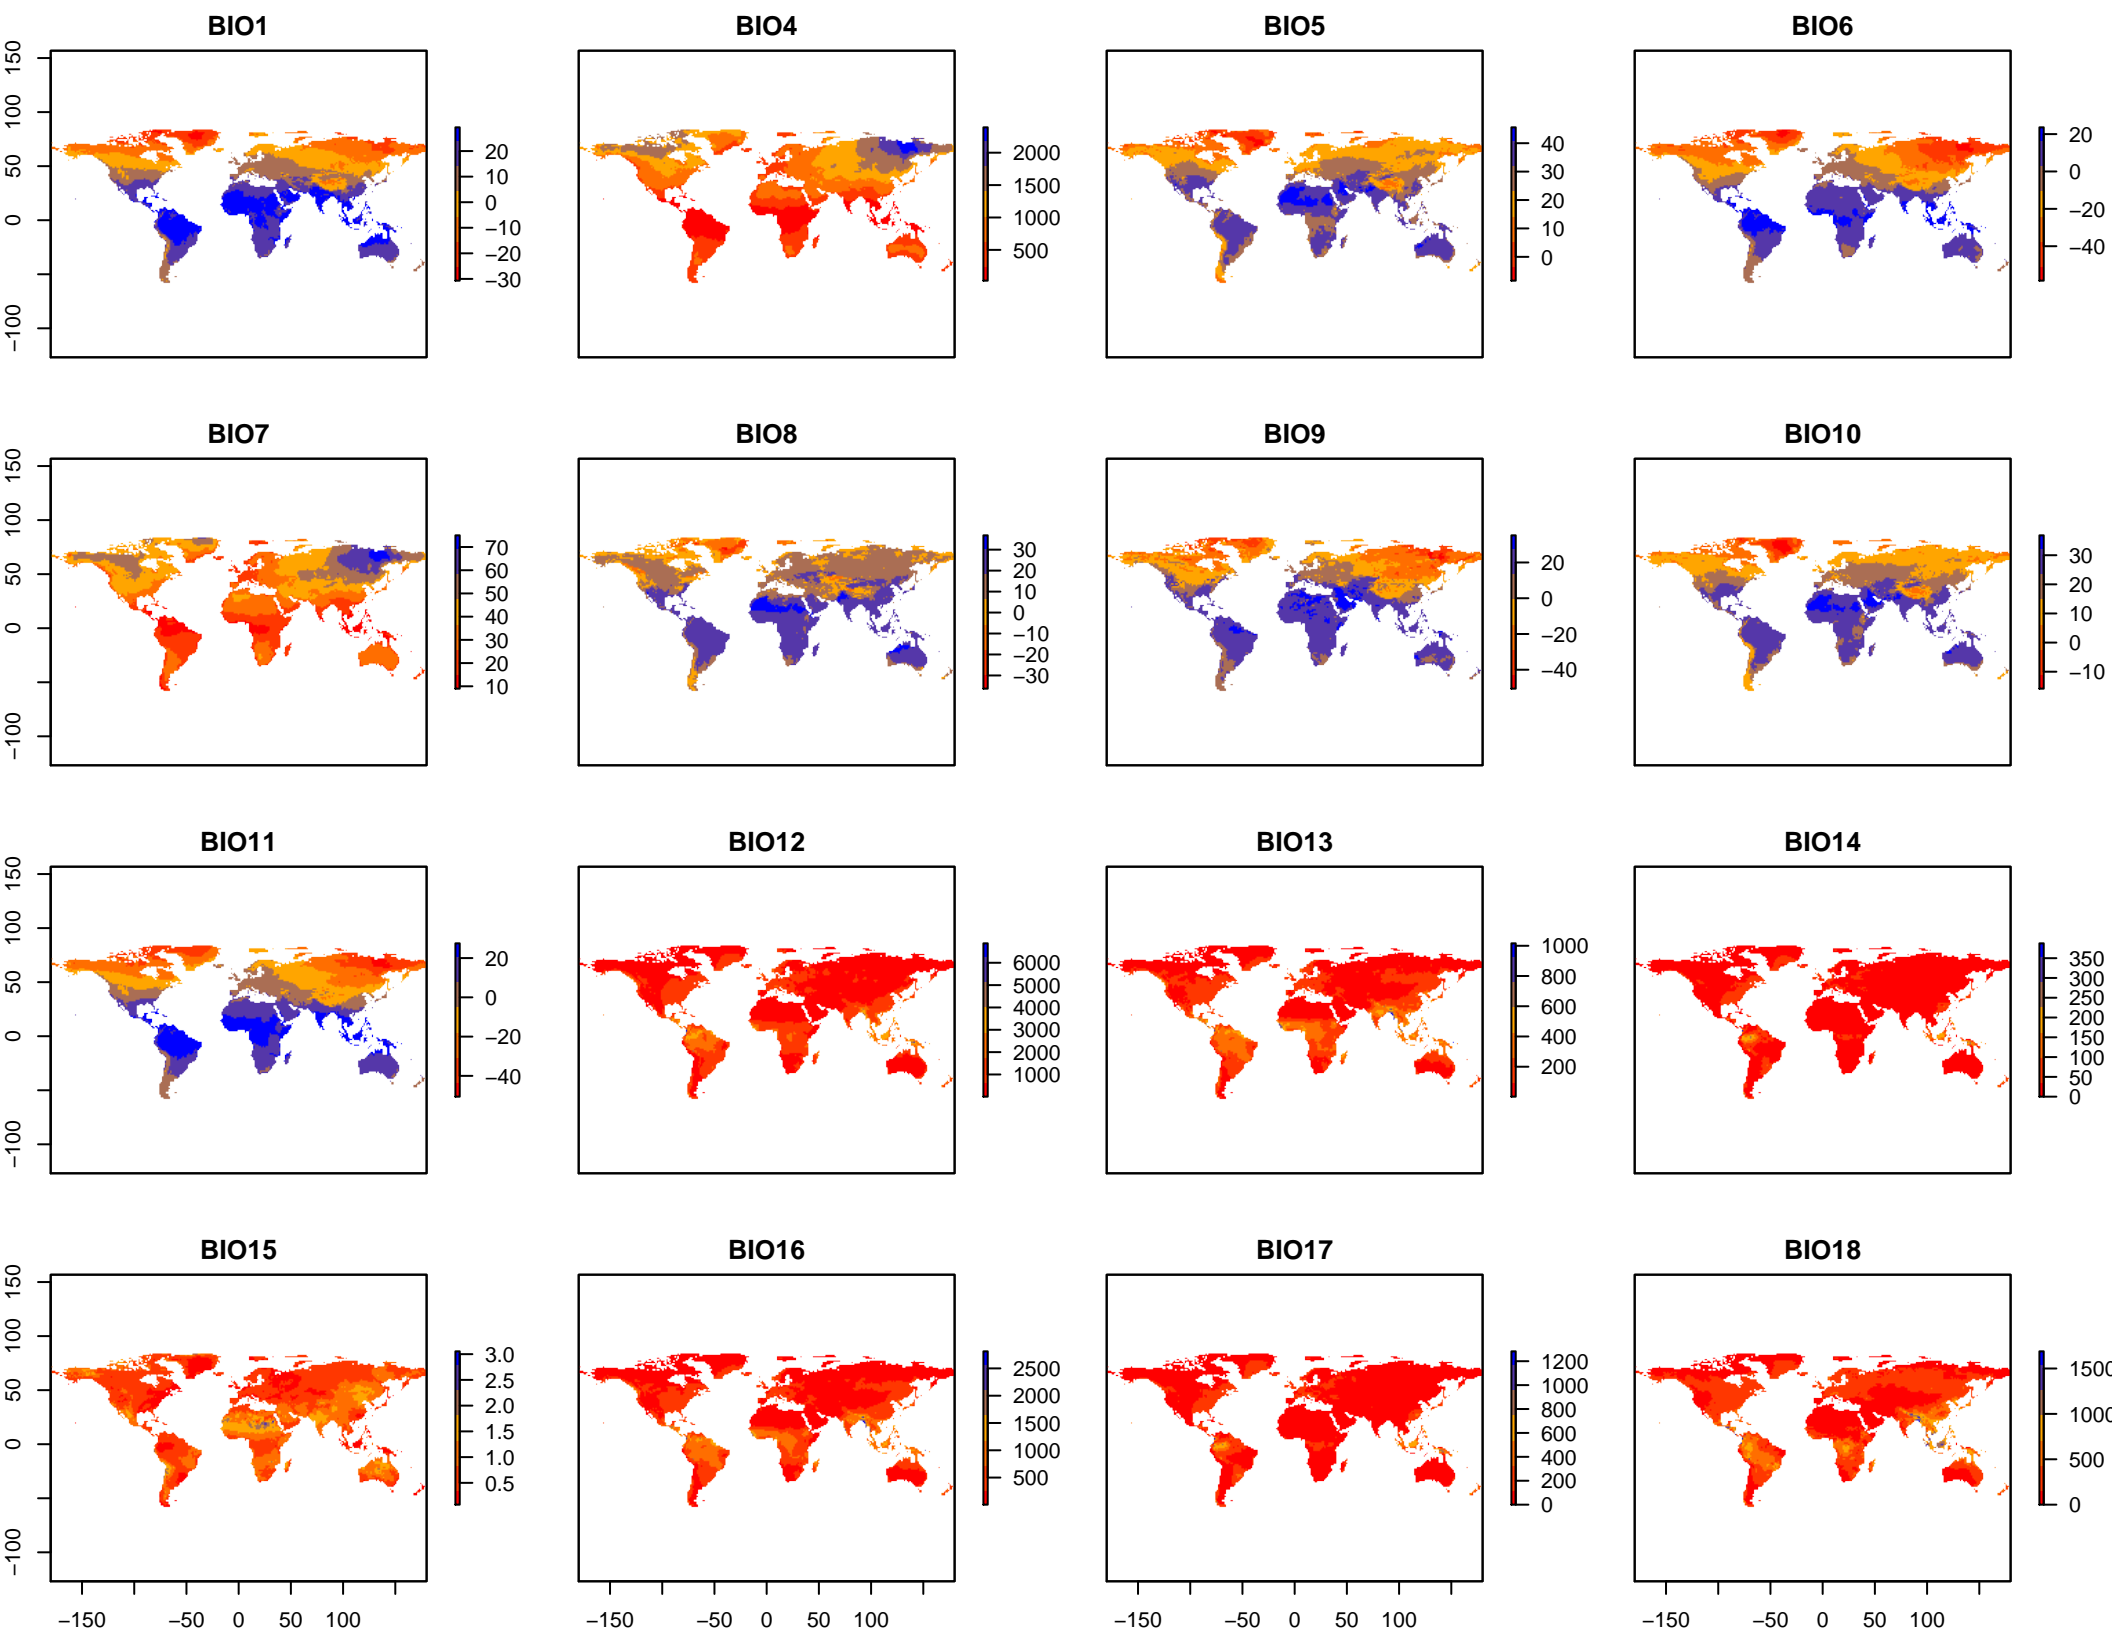 BIO1 BIO4 BIO5 BIO6
150 100 50 0 −100
20 10 0 −10 −20 −30
2000 1500 1000 500
40 30 20 10 0
20 0 −20 −40
BIO7 BIO8 BIO9 BIO10
150 100 50 0 −100
70 60 50 40 30 20 10
30 20 10 0 −10 −20 −30
20 0 −20 −40
30 20 10 0 −10
BIO11 BIO12 BIO13 BIO14
150 100 50 0 −100
20 0 −20 −40
6000 5000 4000 3000 2000 1000
1000 800 600 400 200
350 300 250 200 150 100 50 0
BIO15 BIO16 BIO17 BIO18
150 100 50 0 −100
3.0 2.5 2.0 1.5 1.0 0.5
2500 2000 1500 1000 500
1200 1000 800 600 400 200 0
1500 1000 500 0
−150 −50 0 50 100
−150 −50 0 50 100
−150 −50 0 50 100
−150 −50 0 50 100